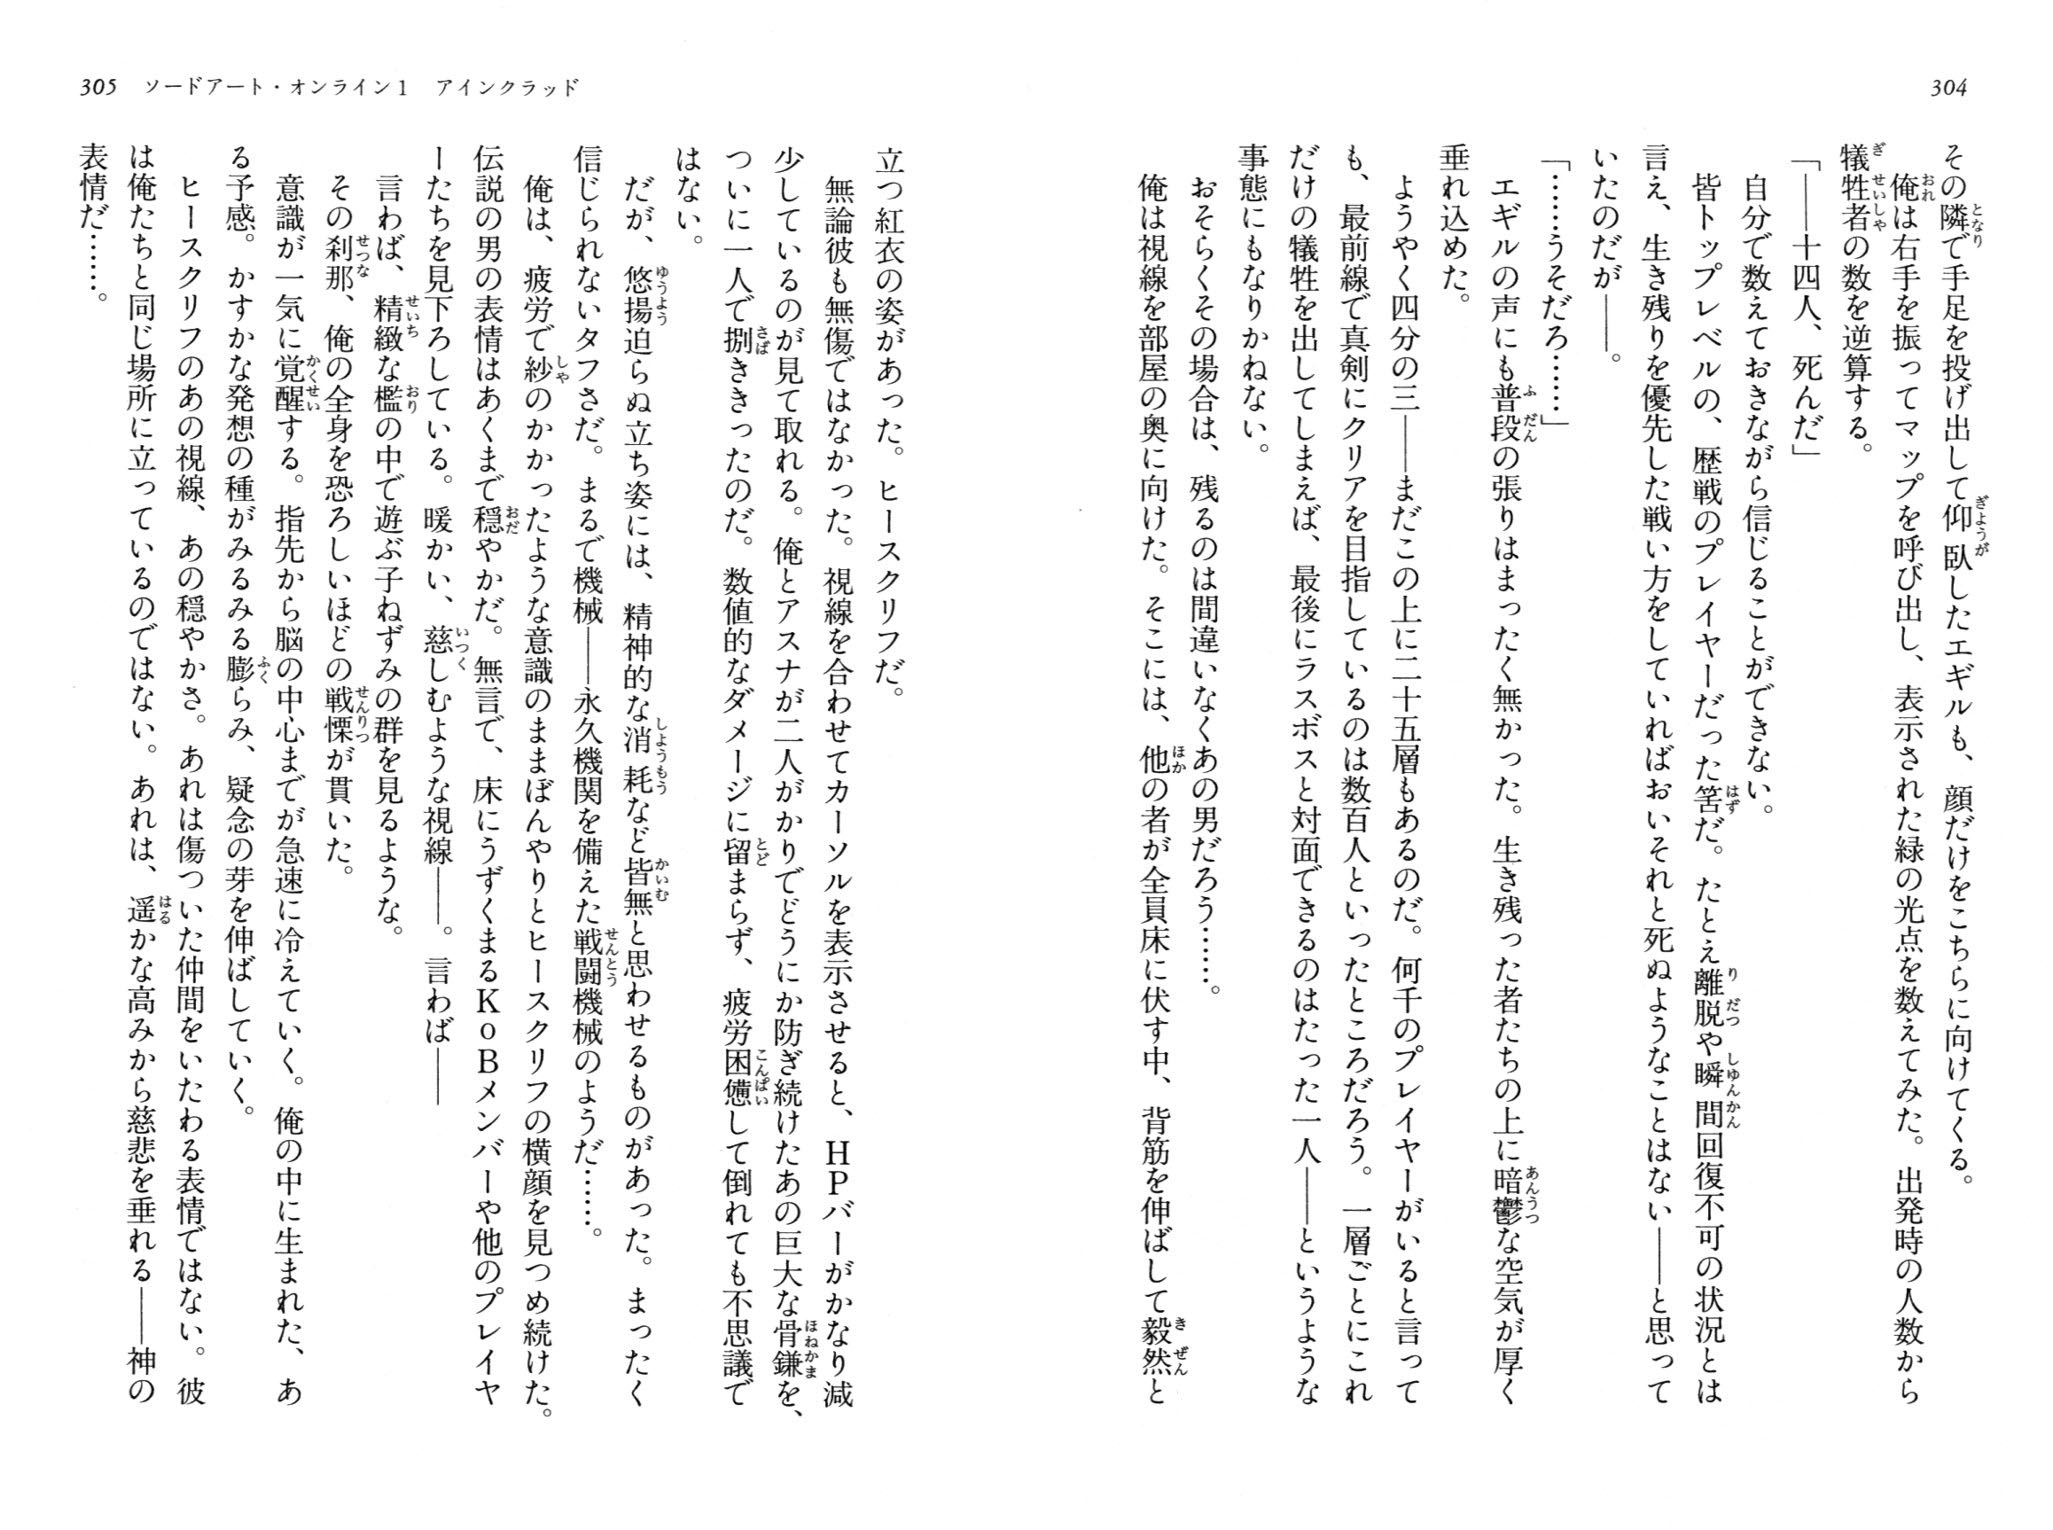 304
その隣で手足を投げ出して仰臥したエギルも、顔だけをこちらに向けてくる。
俺は右手を振ってマップを呼び出し、表示された緑の光点を数えてみた。出発時の人数から
犠牲者の数を逆算する。
「――十四人、死んだ」
自分で数えておきながら信じることができない。
皆トップレベルの、歴戦のプレイヤーだった筈だ。たとえ離脱や瞬間回復不可の状況とは
言え、生き残りを優先した戦い方をしていればおいそれと死ぬようなことはない――と思って
いたのだが――。
「……うそだろ……」
エギルの声にも普段の張りはまったく無かった。生き残った者たちの上に暗鬱な空気が厚く
垂れ込めた。
ようやく四分の三――まだこの上に二十五層もあるのだ。何千のプレイヤーがいると言って
も、最前線で真剣にクリアを目指しているのは数百人といったところだろう。一層ごとにこれ
だけの犠牲を出してしまえば、最後にラスボスと対面できるのはたった一人――というような
事態にもなりかねない。
おそらくその場合は、残るのは間違いなくあの男だろう……。
俺は視線を部屋の奥に向けた。そこには、他の者が全員床に伏す中、背筋を伸ばして毅然と
305 ソードアート・オンライン1 アインクラッド
立つ紅衣の姿があった。ヒースクリフだ。
無論彼も無傷ではなかった。視線を合わせてカーソルを表示させると、HPバーがかなり減
少しているのが見て取れる。俺とアスナが二人がかりでどうにか防ぎ続けたあの巨大な骨鎌を、
ついに一人で捌ききったのだ。数値的なダメージに留まらず、疲労困憊して倒れても不思議で
はない。
だが、悠揚迫らぬ立ち姿には、精神的な消耗など皆無と思わせるものがあった。まったく
信じられないタフさだ。まるで機械――永久機関を備えた戦闘機械のようだ……。
俺は、疲労で紗のかかったような意識のままぼんやりとヒースクリフの横顔を見つめ続けた。
伝説の男の表情はあくまで穏やかだ。無言で、床にうずくまるKoBメンバーや他のプレイヤ
ーたちを見下ろしている。暖かい、慈しむような視線――。言わば――
言わば、精緻な檻の中で遊ぶ子ねずみの群を見るような。
その刹那、俺の全身を恐ろしいほどの戦慄が貫いた。
意識が一気に覚醒する。指先から脳の中心までが急速に冷えていく。俺の中に生まれた、あ
る予感。かすかな発想の種がみるみる膨らみ、疑念の芽を伸ばしていく。
ヒースクリフのあの視線、あの穏やかさ。あれは傷ついた仲間をいたわる表情ではない。彼
は俺たちと同じ場所に立っているのではない。あれは、遥かな高みから慈悲を垂れる――神の
表情だ……。